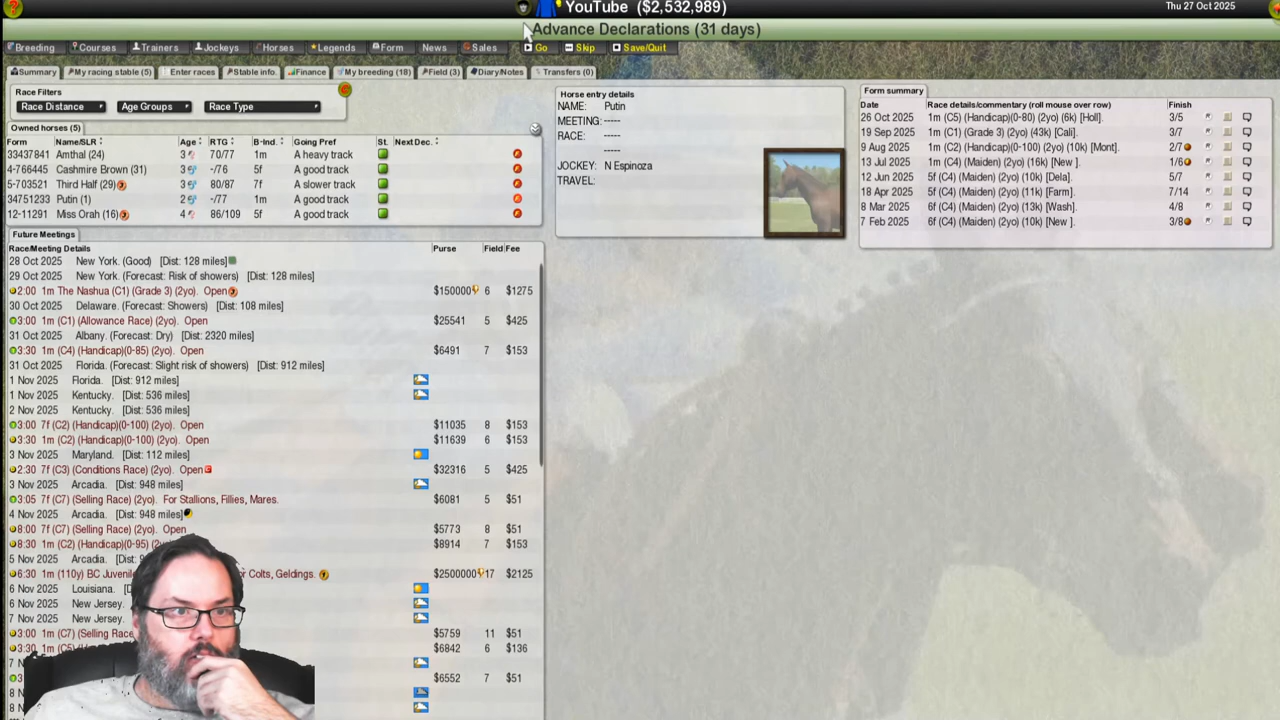 YouTube ($2,532,989)
Thu 27 Oct 2025
Advance Declarations (31 days)
Breeding Courses Trainers Jockeys Horses Legends Form News Sales Go Skip Save/Quit
Summary My racing stable (5) Enter races Stable info. Finance My breeding (18) Field (3) Diary/Notes Transfers (0)
Race Filters
Race Distance Age Groups Race Type
Owned horses (5)
Form Name/SLR Age RTG B-Ind. Going Pref St. Next Dec.
33437841 Amthal (24) 3 70/77 1m A heavy track
4-766445 Cashmire Brown (31) 3 -/76 5f A good track
5-703521 Third Half (29) 3 80/87 7f A slower track
34751233 Putin (1) 2 -/77 1m A good track
12-11291 Miss Orah (16) 4 86/109 5f A good track
Future Meetings
Race/Meeting Details Purse Field Fee
28 Oct 2025 New York. (Good) [Dist: 128 miles]
29 Oct 2025 New York. (Forecast: Risk of showers) [Dist: 128 miles]
2:00 1m The Nashua (C1) (Grade 3) (2yo). Open $150000 6 $1275
30 Oct 2025 Delaware. (Forecast: Showers) [Dist: 108 miles]
3:00 1m (C1) (Allowance Race) (2yo). Open $25541 5 $425
31 Oct 2025 Albany. (Forecast: Dry) [Dist: 2320 miles]
3:30 1m (C4) (Handicap)(0-85) (2yo). Open $6491 7 $153
31 Oct 2025 Florida. (Forecast: Slight risk of showers) [Dist: 912 miles]
1 Nov 2025 Florida. [Dist: 912 miles]
1 Nov 2025 Kentucky. [Dist: 536 miles]
2 Nov 2025 Kentucky. [Dist: 536 miles]
3:00 7f (C2) (Handicap)(0-100) (2yo). Open $11035 8 $153
3:30 1m (C2) (Handicap)(0-100) (2yo). Open $11639 6 $153
3 Nov 2025 Maryland. [Dist: 112 miles]
2:30 7f (C3) (Conditions Race) (2yo). Open $32316 5 $425
3 Nov 2025 Arcadia. [Dist: 948 miles]
3:05 7f (C7) (Selling Race) (2yo). For Stallions, Fillies, Mares. $6081 5 $51
4 Nov 2025 Arcadia. [Dist: 948 miles]
8:00 7f (C7) (Selling Race) (2yo). Open $5773 8 $51
8:30 1m (C2) (Handicap)(0-95) (2yo) $8914 7 $153
5 Nov 2025 Arcadia. [Dist:
6:30 1m (110y) BC Juvenile r Colts, Geldings. $2500000 17 $2125
6 Nov 2025 Louisiana.
6 Nov 2025 New Jersey.
7 Nov 2025 New Jersey.
3:00 1m (C7) (Selling Race $5759 11 $51
3:30 $6842 6 $136
7 N
$6552 7 $51
8 N
8 N
Horse entry details
NAME: Putin
MEETING: -----
RACE: -----
-----
JOCKEY: N Espinoza
TRAVEL:
Form summary
Date Race details/commentary (roll mouse over row) Finish
26 Oct 2025 1m (C5) (Handicap)(0-80) (2yo) (6k) [Holl]. 3/5
19 Sep 2025 1m (C1) (Grade 3) (2yo) (43k) [Cali]. 3/7
9 Aug 2025 1m (C2) (Handicap)(0-100) (2yo) (10k) [Mont]. 2/7
13 Jul 2025 1m (C4) (Maiden) (2yo) (16k) [New ]. 1/6
12 Jun 2025 5f (C4) (Maiden) (2yo) (10k) [Dela]. 5/7
18 Apr 2025 5f (C4) (Maiden) (2yo) (11k) [Farm]. 7/14
8 Mar 2025 6f (C4) (Maiden) (2yo) (13k) [Wash]. 4/8
7 Feb 2025 6f (C4) (Maiden) (2yo) (10k) [New ]. 3/8